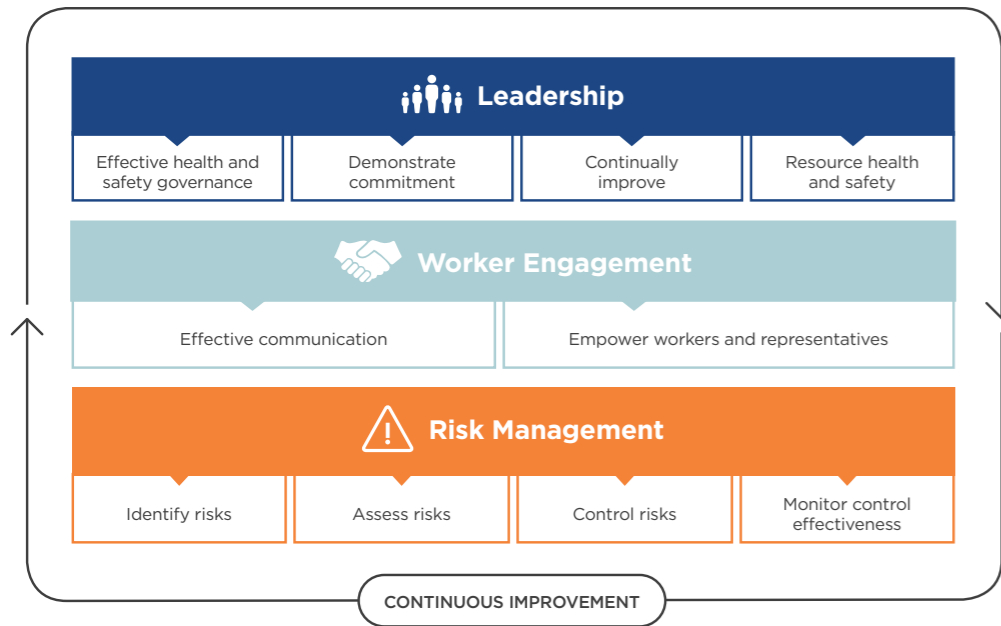 Leadership
Effective health and
safety governance
Demonstrate
commitment
Continually
improve
Resource health
and safety
Worker Engagement
Effective communication
Empower workers and representatives
Risk Management
Identify risks
Assess risks
Control risks
Monitor control
effectiveness
CONTINUOUS IMPROVEMENT